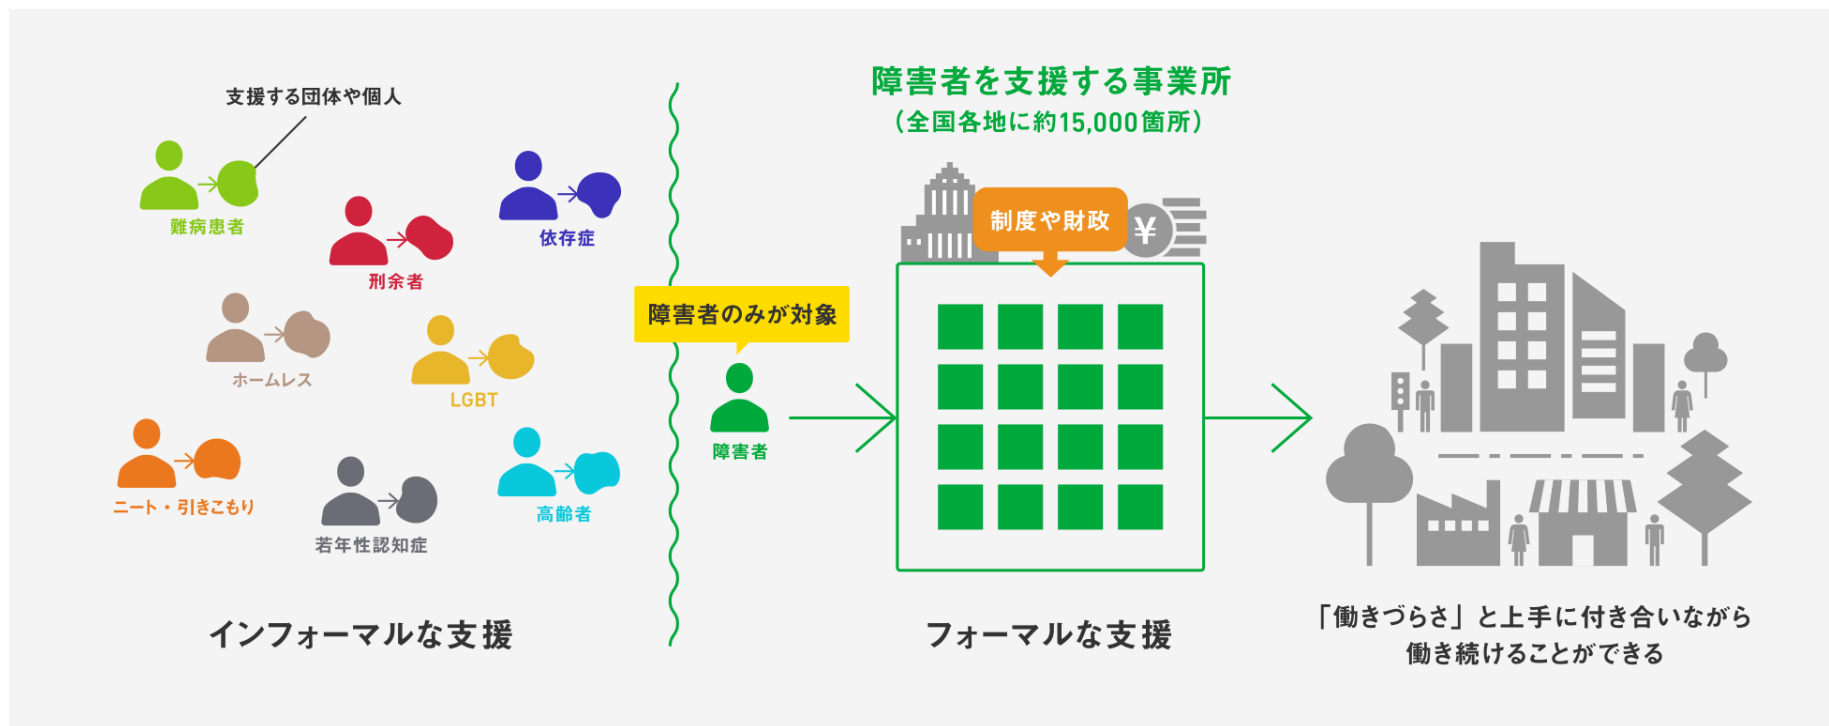 支援する団体や個人
難病患者
刑余者
依存症
ホームレス
LGBT
ニート・引きこもり
若年性認知症
高齢者
インフォーマルな支援
障害者を支援する事業所
（全国各地に約15,000箇所）
制度や財政
¥
障害者のみが対象
障害者
フォーマルな支援
「働きづらさ」と上手に付き合いながら
働き続けることができる